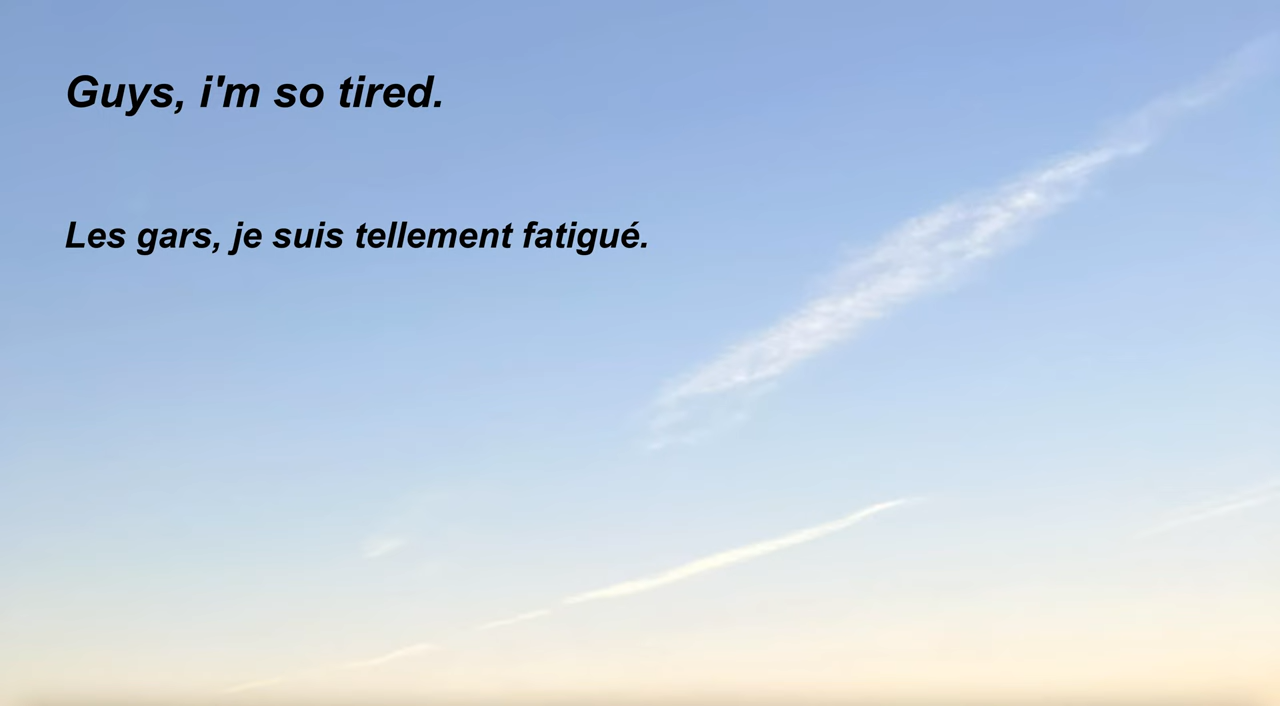 Guys, i'm so tired.
Les gars, je suis tellement fatigué.